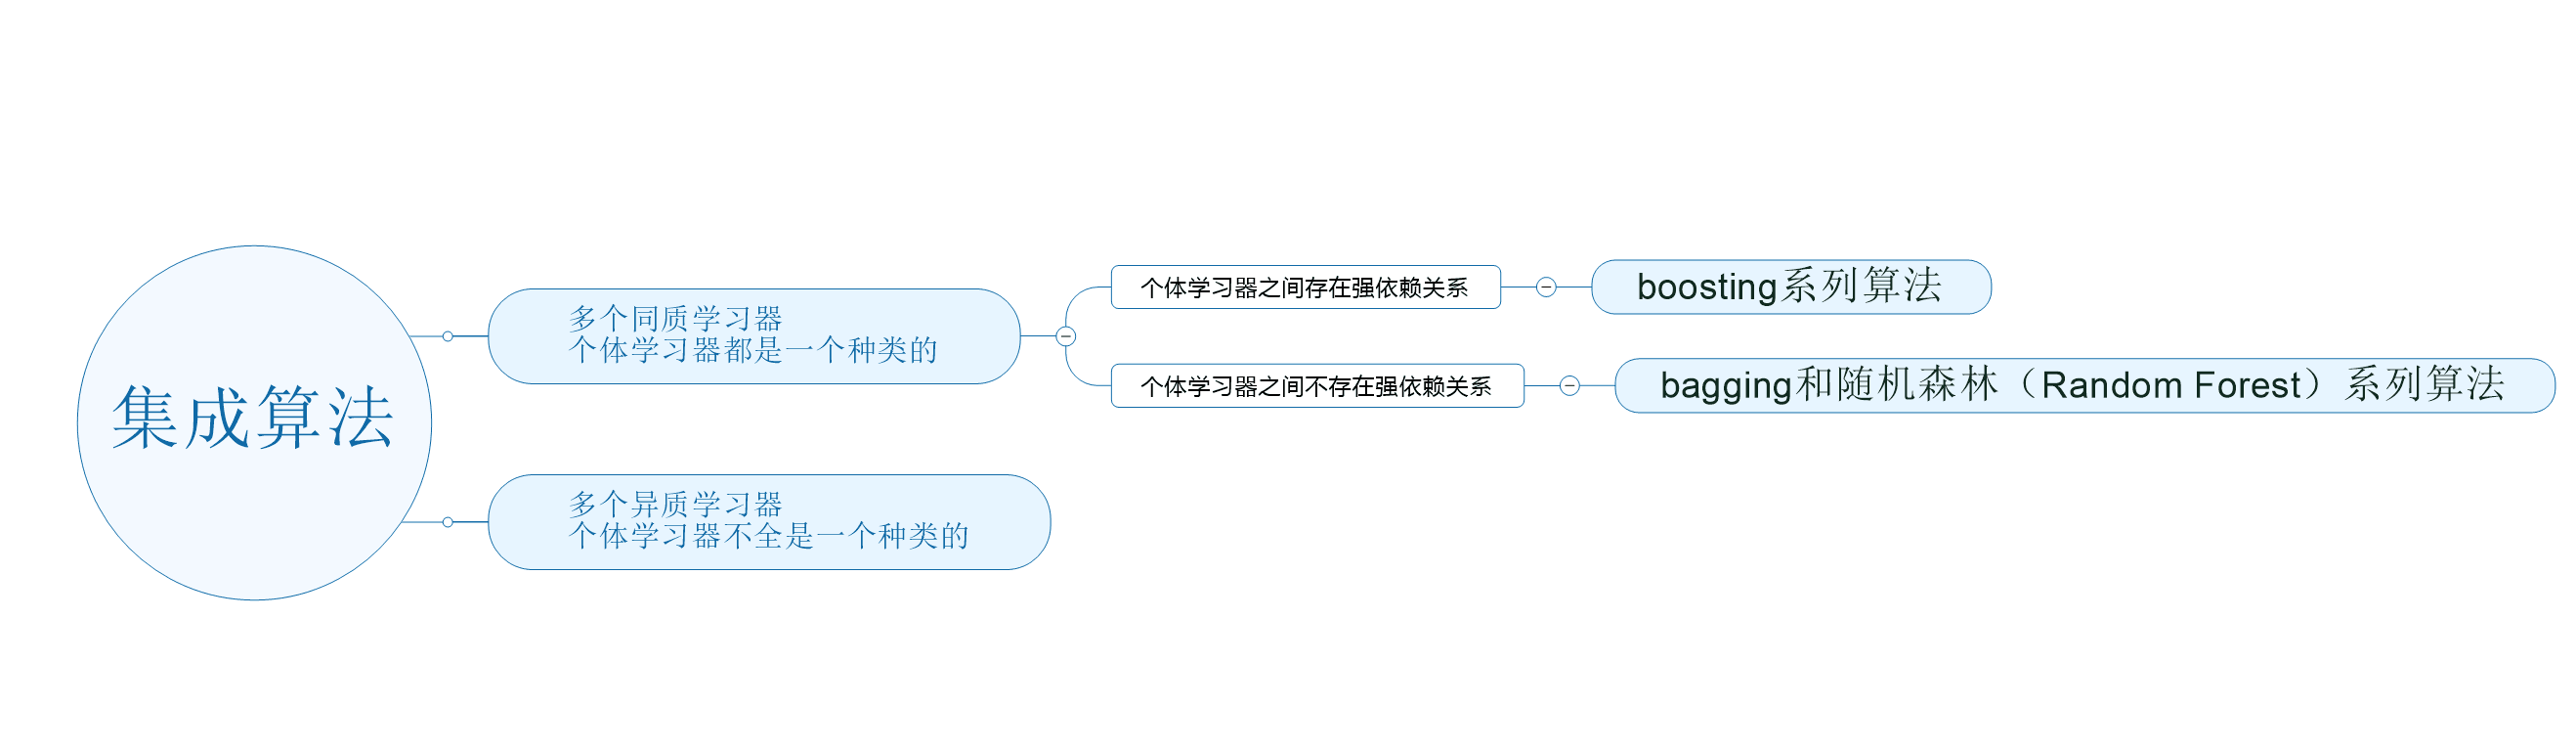 集成算法
多个同质学习器
个体学习器都是一个种类的
个体学习器之间存在强依赖关系
boosting系列算法
个体学习器之间不存在强依赖关系
bagging和随机森林（Random Forest）系列算法
多个异质学习器
个体学习器不全是一个种类的